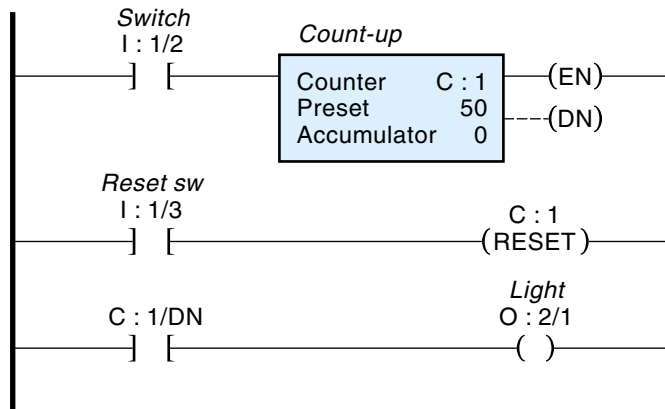 Switch
I : 1/2
Count-up
Counter C : 1
Preset 50
Accumulator 0
(EN)
(DN)
Reset sw
I : 1/3
C : 1
(RESET)
C : 1/DN
Light
O : 2/1